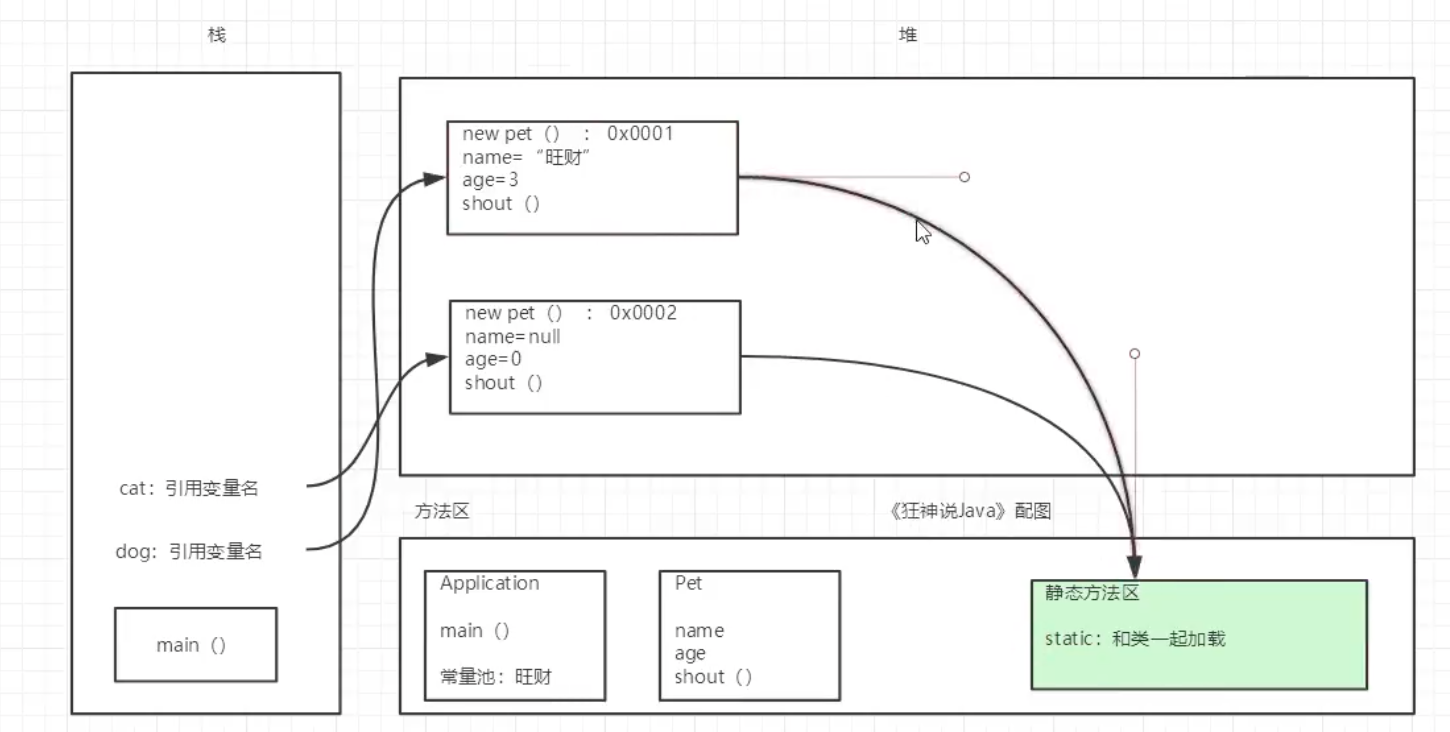 栈
堆
new pet（） ： 0x0001
name= “旺财”
age=3
shout（）
new pet（） ： 0x0002
name=null
age=0
shout（）
cat：引用变量名
dog：引用变量名
main（）
方法区
《狂神说Java》配图
Application
main（）
常量池：旺财
Pet
name
age
shout（）
静态方法区
static：和类一起加载